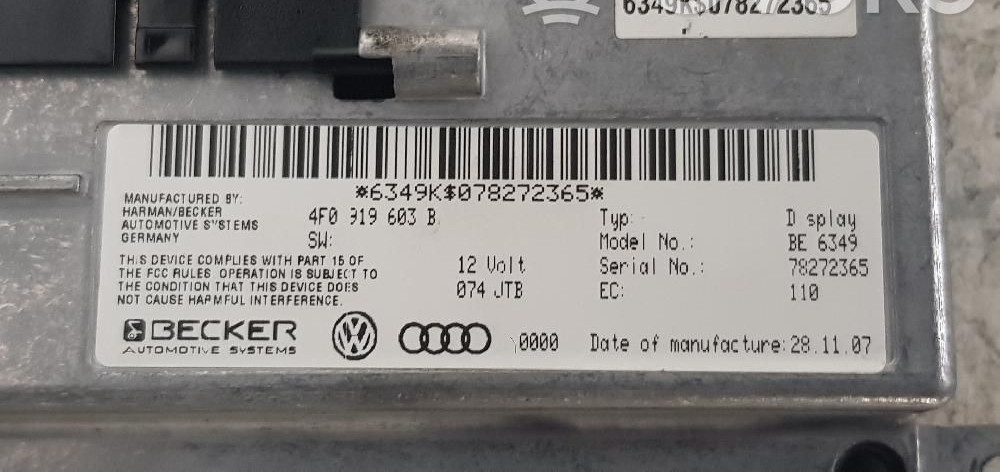 6349K$078272365
*6349K$078272365*
MANUFACTURED BY:
HARMAN/BECKER
AUTOMOTIVE SYSTEMS
GERMANY
4F0 919 603 B
SW:
THIS DEVICE COMPLIES WITH PART 15 OF
THE FCC RULES OPERATION IS SUBJECT TO
THE CONDITION THAT THIS DEVICE DOES
NOT CAUSE HARMFUL INTERFERENCE.
12 Volt
074 JTB
Typ: D splay
Model No.: BE 6349
Serial No.: 78272365
EC: 110
BECKER
AUTOMOTIVE SYSTEMS
0000
Date of manufacture: 28.11.07